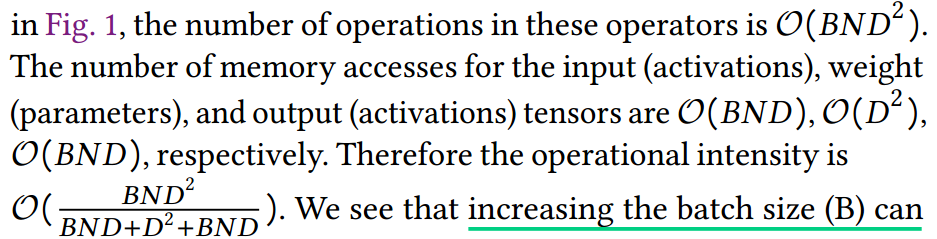 in Fig. 1, the number of operations in these operators is 𝒪(BND²).
The number of memory accesses for the input (activations), weight
(parameters), and output (activations) tensors are 𝒪(BND), 𝒪(D²),
𝒪(BND), respectively. Therefore the operational intensity is
𝒪(BND²/(BND+D²+BND)). We see that increasing the batch size (B) can